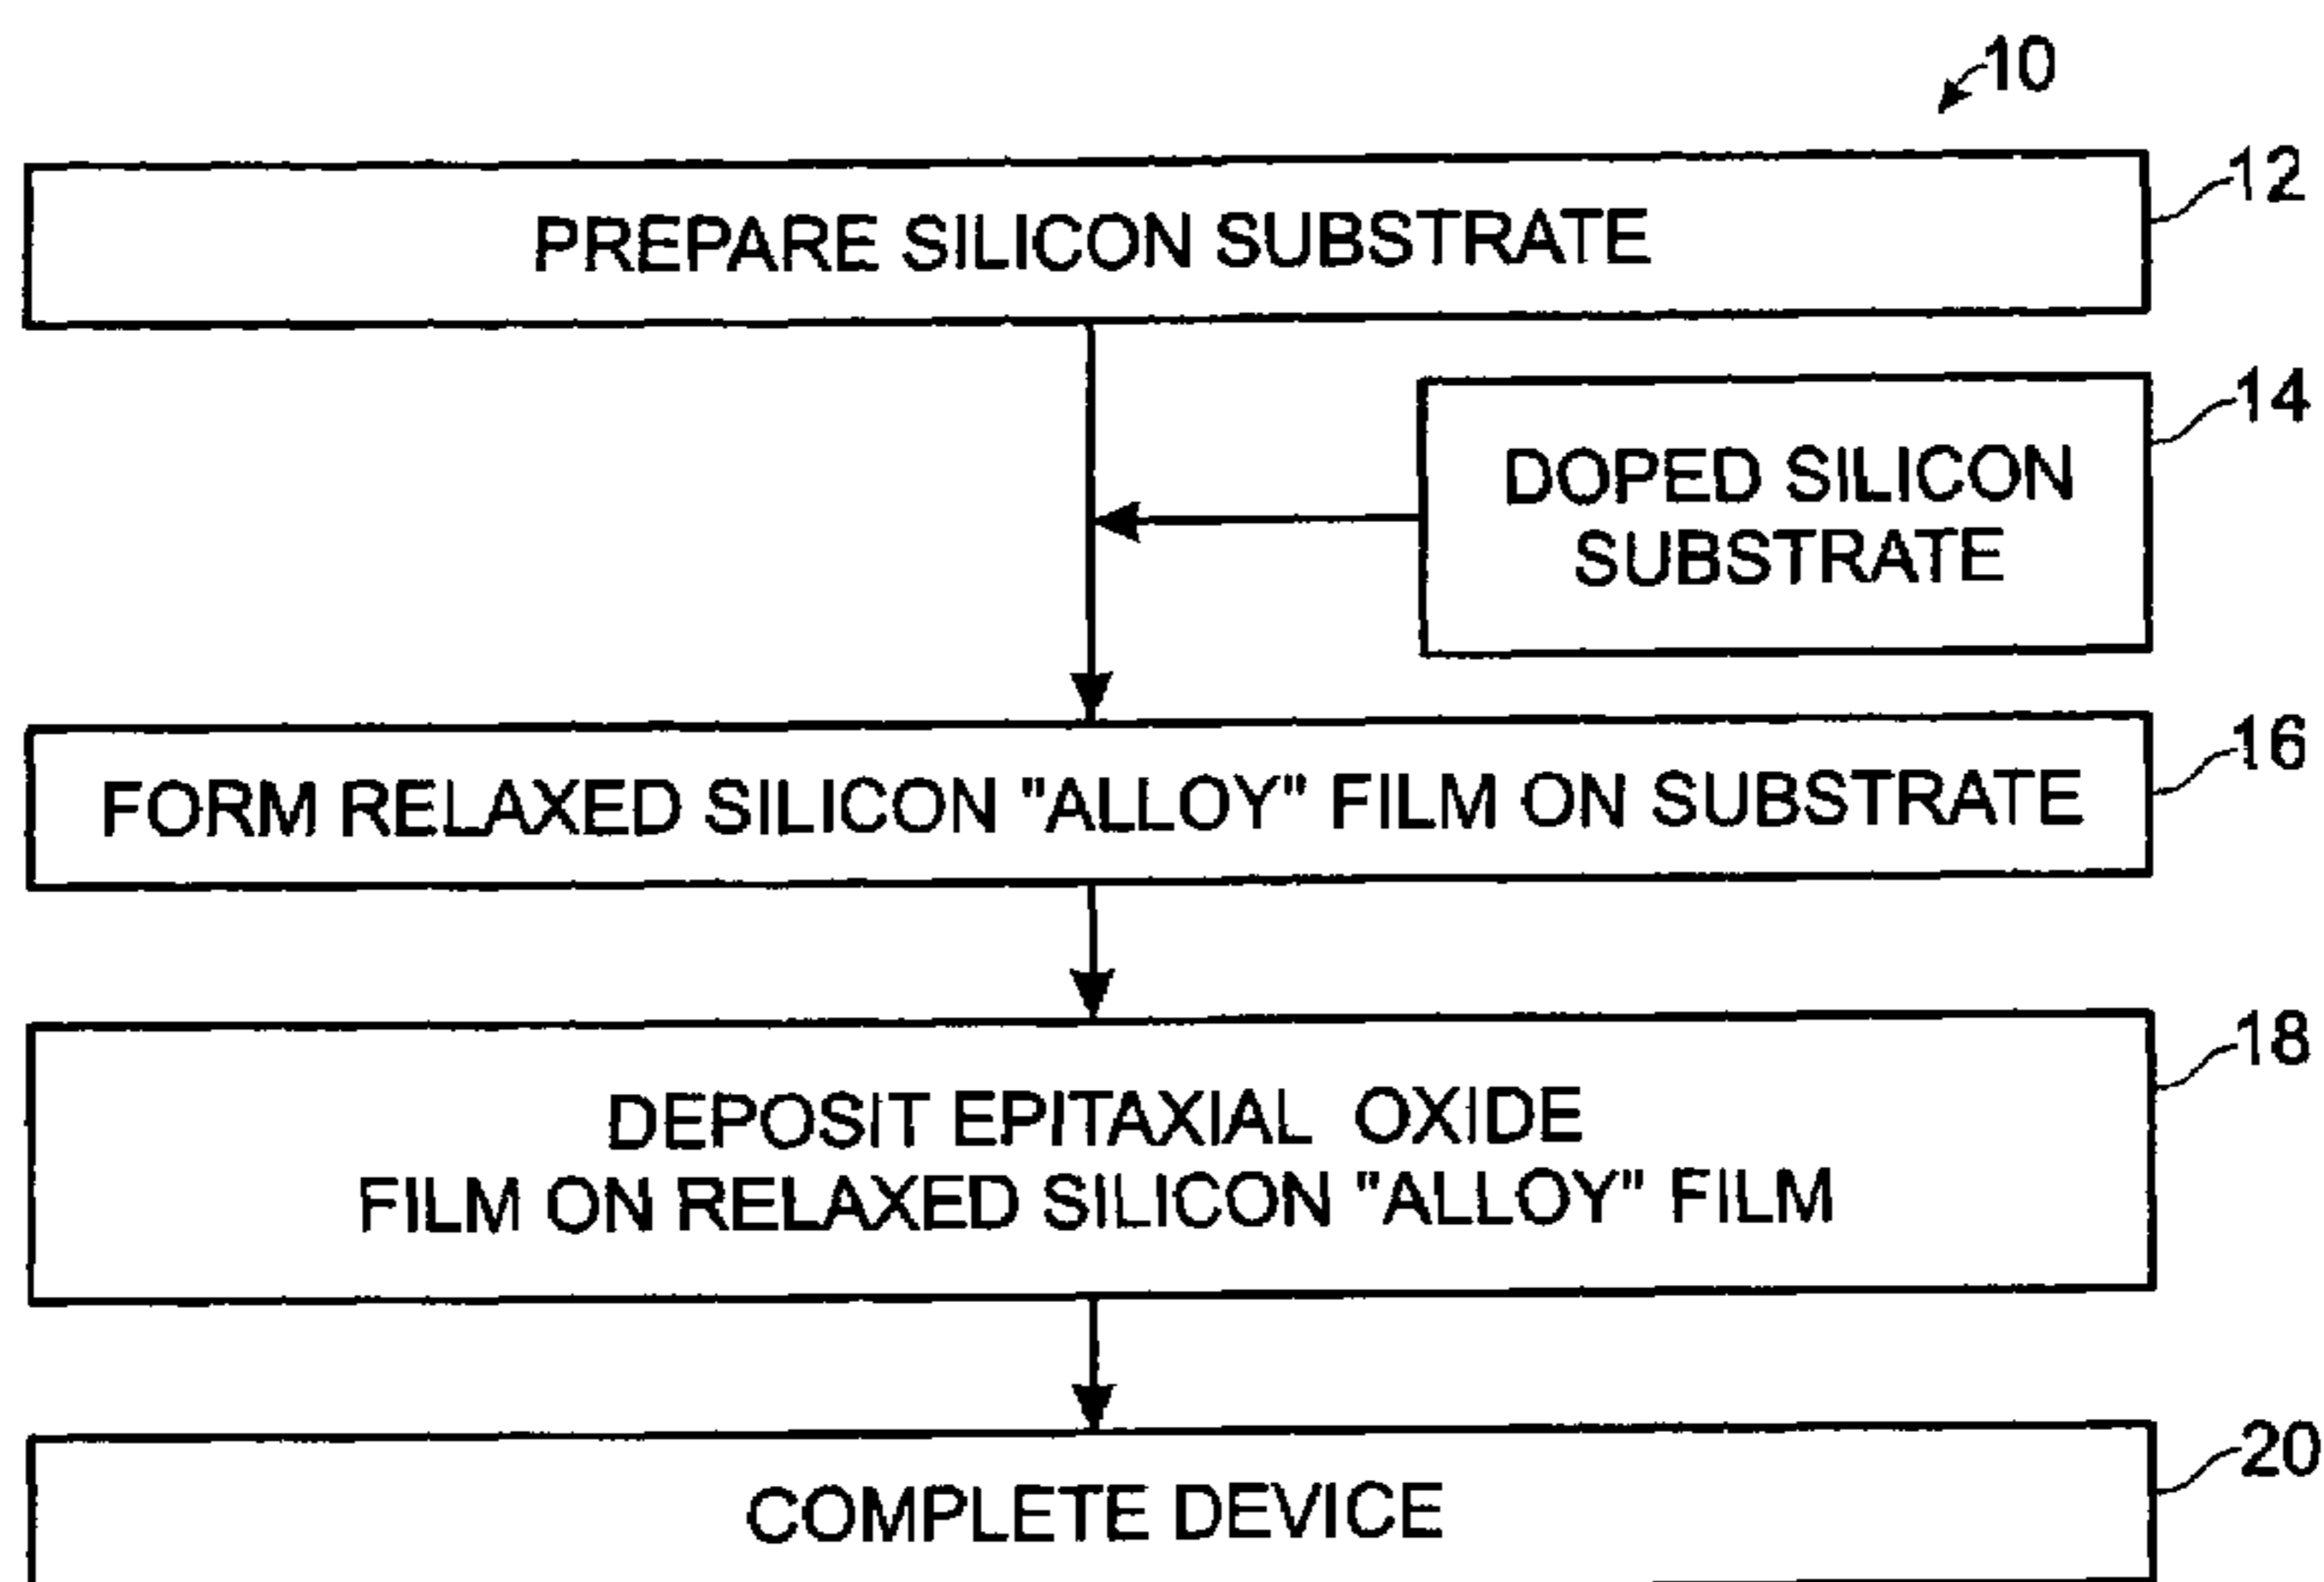 10
PREPARE SILICON SUBSTRATE
12
DOPED SILICON
SUBSTRATE
14
FORM RELAXED SILICON "ALLOY" FILM ON SUBSTRATE
16
DEPOSIT EPITAXIAL OXIDE
FILM ON RELAXED SILICON "ALLOY" FILM
18
COMPLETE DEVICE
20